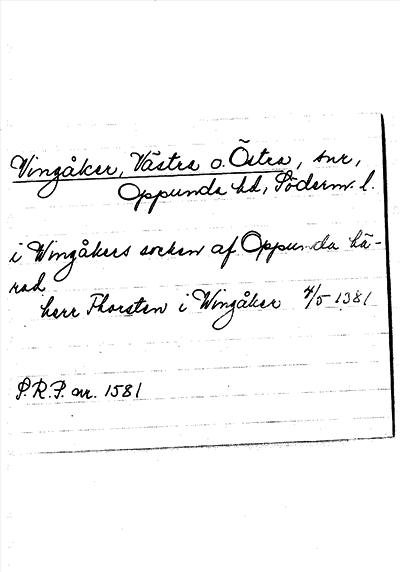 Vingåker, Västra o. Östra, snr,
Oppunda hd, Söderm. l.
i Wingåkers socken af Oppunda hä-
rad
herr Thorsten i Wingåker 4/5 1381
P.R.P. nr. 1581